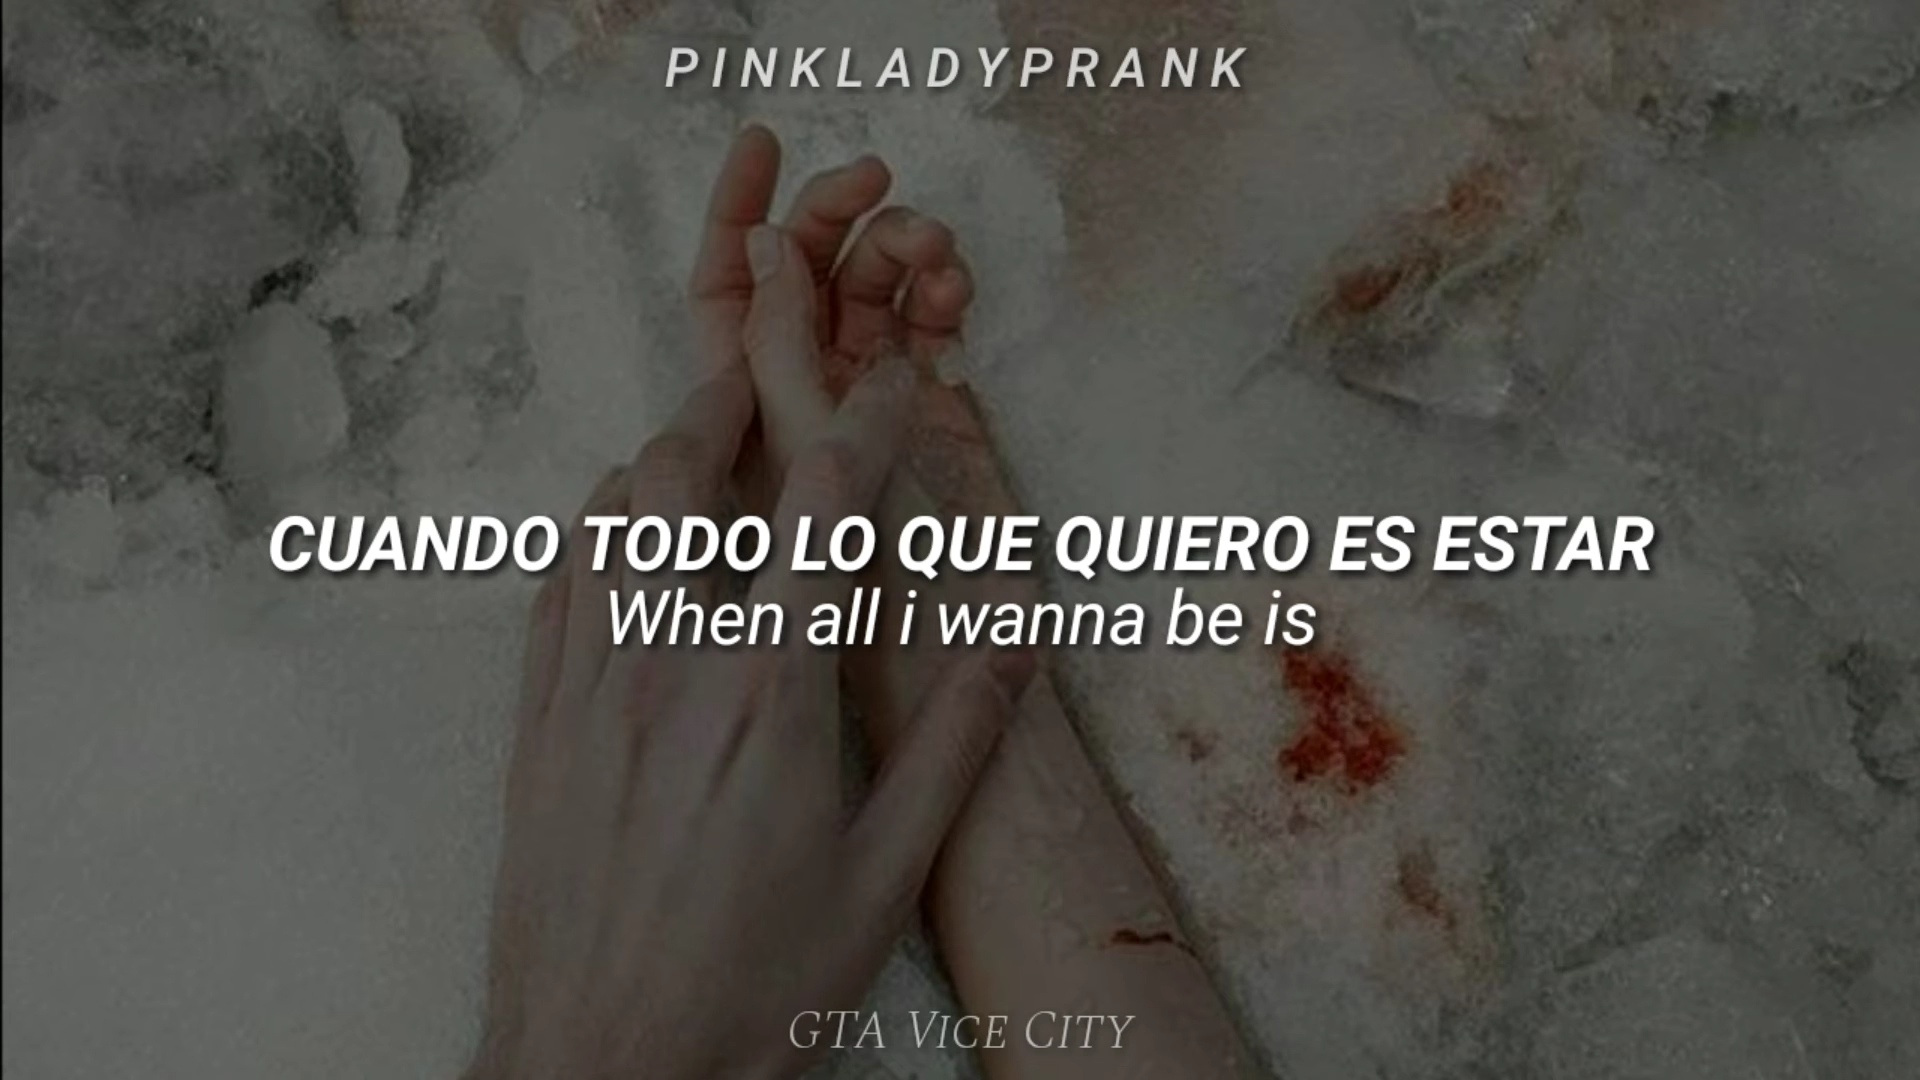 PINKLADYPRANK
CUANDO TODO LO QUE QUIERO ES ESTAR
When all i wanna be is
GTA VICE CITY